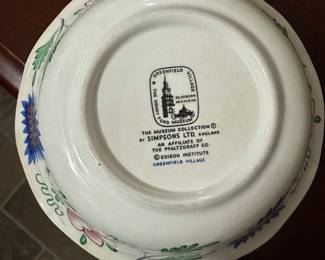 GREENFIELD VILLAGE
DEARBORN
MICHIGAN
THE HENRY FORD MUSEUM
THE MUSEUM COLLECTION®
BY SIMPSONS LTD, ENGLAND
AN AFFILIATE OF
THE PFALTZGRAFF CO.
© EDISON INSTITUTE
GREENFIELD VILLAGE